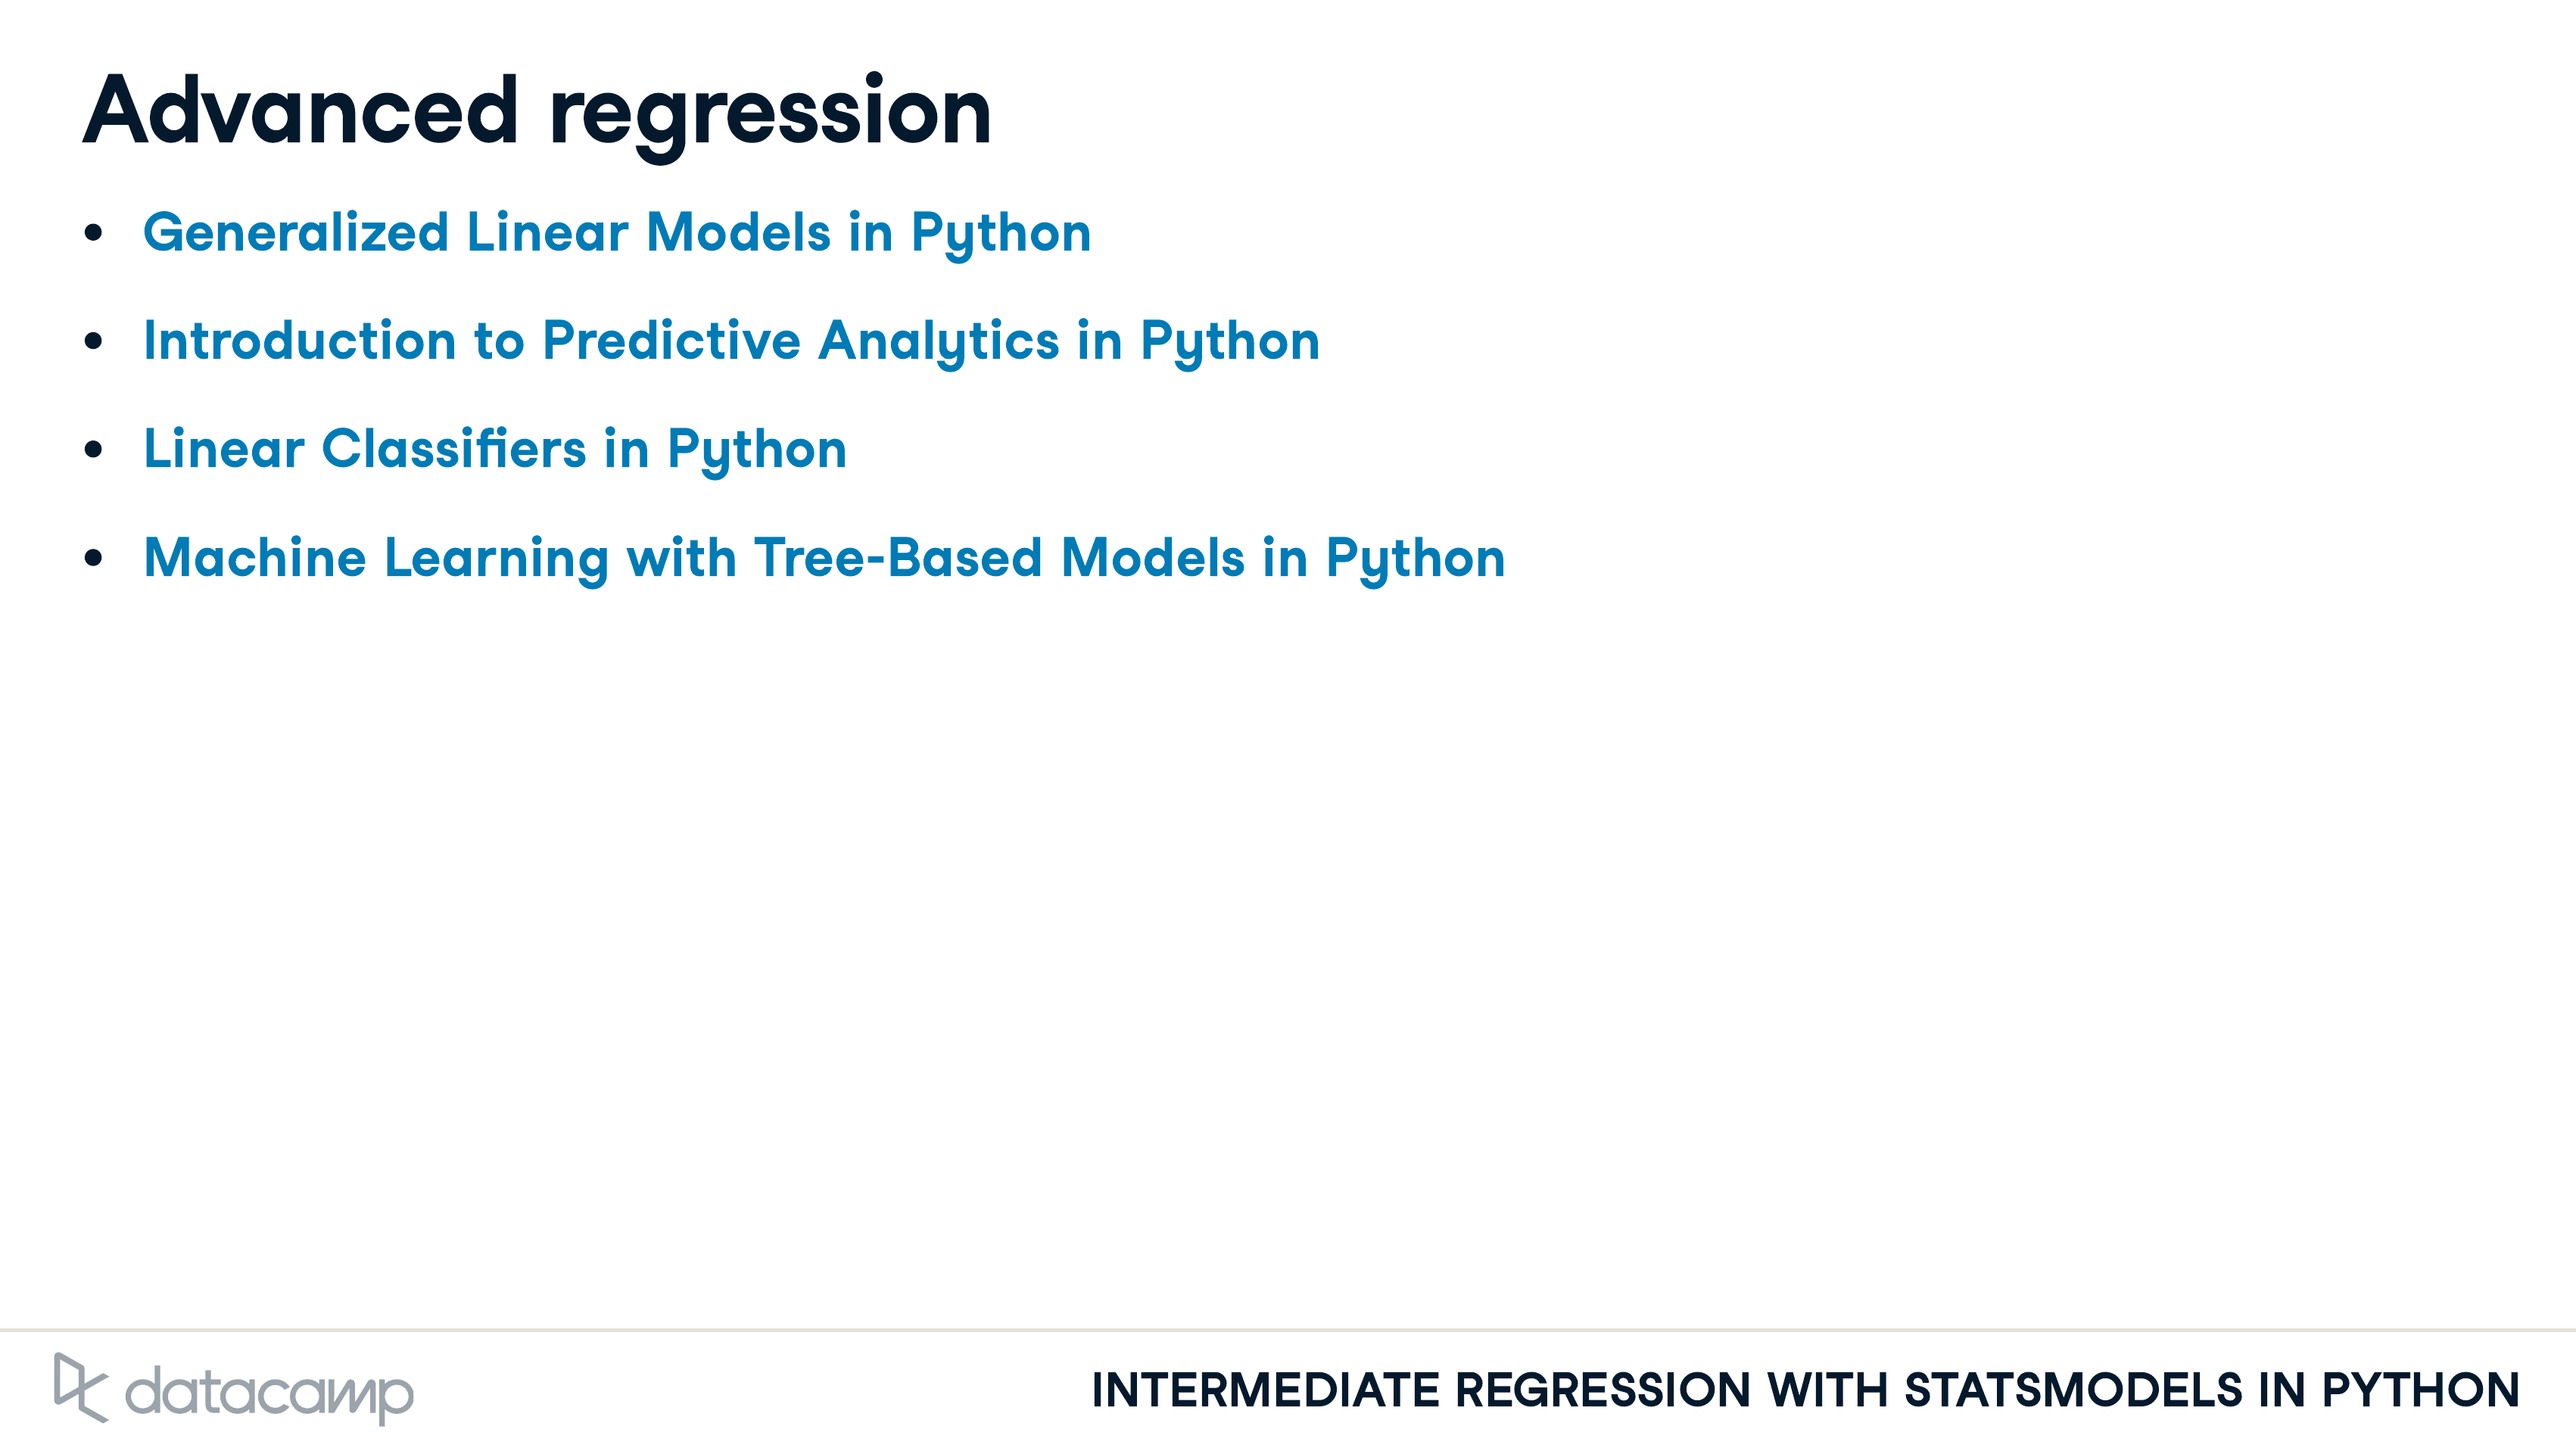 Advanced regression
• Generalized Linear Models in Python
• Introduction to Predictive Analytics in Python
• Linear Classifiers in Python
• Machine Learning with Tree-Based Models in Python
datacamp
INTERMEDIATE REGRESSION WITH STATSMODELS IN PYTHON